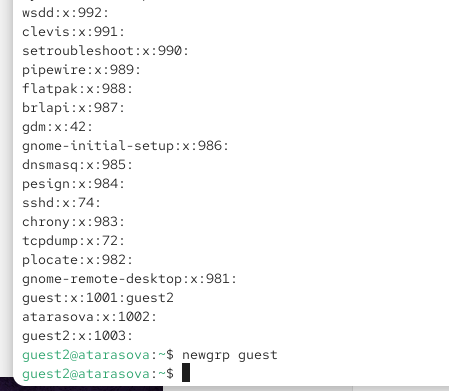 wsdd:x:992:
clevis:x:991:
setroubleshoot:x:990:
pipewire:x:989:
flatpak:x:988:
brlapi:x:987:
gdm:x:42:
gnome-initial-setup:x:986:
dnsmasq:x:985:
pesign:x:984:
sshd:x:74:
chrony:x:983:
tcpdump:x:72:
plocate:x:982:
gnome-remote-desktop:x:981:
guest:x:1001:guest2
atarasova:x:1002:
guest2:x:1003:
guest2@atarasova:~$ newgrp guest
guest2@atarasova:~$